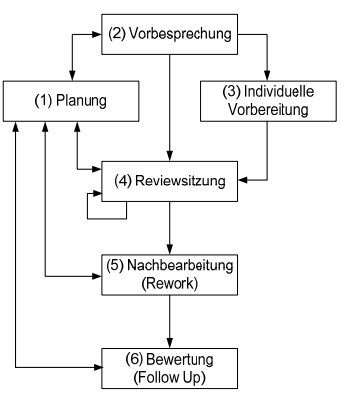 (2) Vorbesprechung
(1) Planung
(3) Individuelle
Vorbereitung
(4) Reviewsitzung
(5) Nachbearbeitung
(Rework)
(6) Bewertung
(Follow Up)